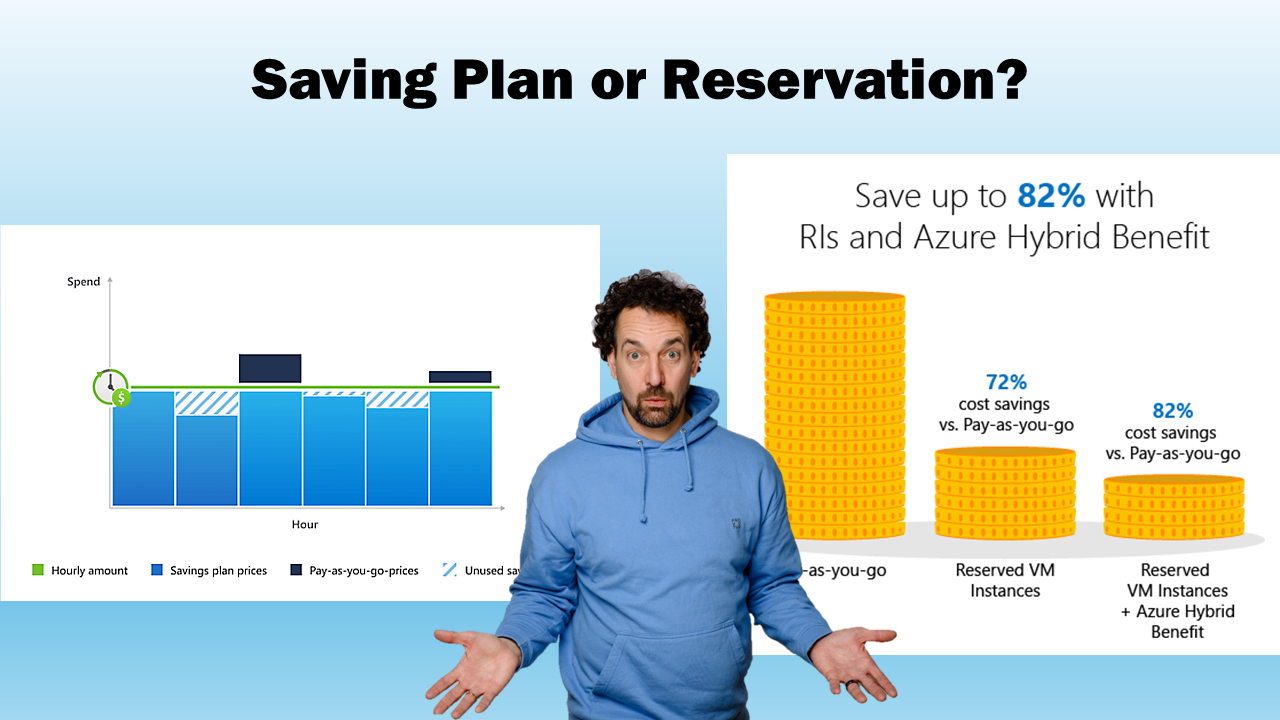 Saving Plan or Reservation?
Save up to 82% with
RIs and Azure Hybrid Benefit
Spend
$
Hour
Hourly amount
Savings plan prices
Pay-as-you-go-prices
Unused
72%
cost savings
vs. Pay-as-you-go
82%
cost savings
vs. Pay-as-you-go
-as-you-go
Reserved VM
Instances
Reserved
VM Instances
+ Azure Hybrid
Benefit